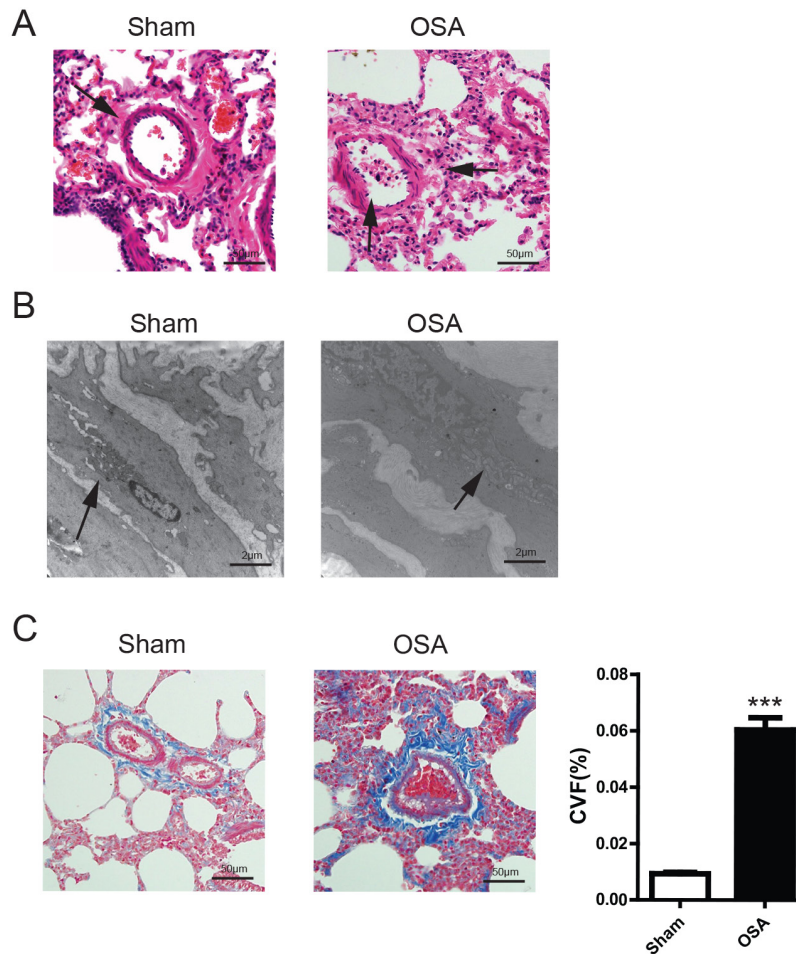 A
Sham
OSA
50µm
50µm
B
Sham
OSA
2µm
2µm
C
Sham
OSA
50µm
50µm
CVF(%)
0.08
0.06
0.04
0.02
0.00
***
Sham
OSA